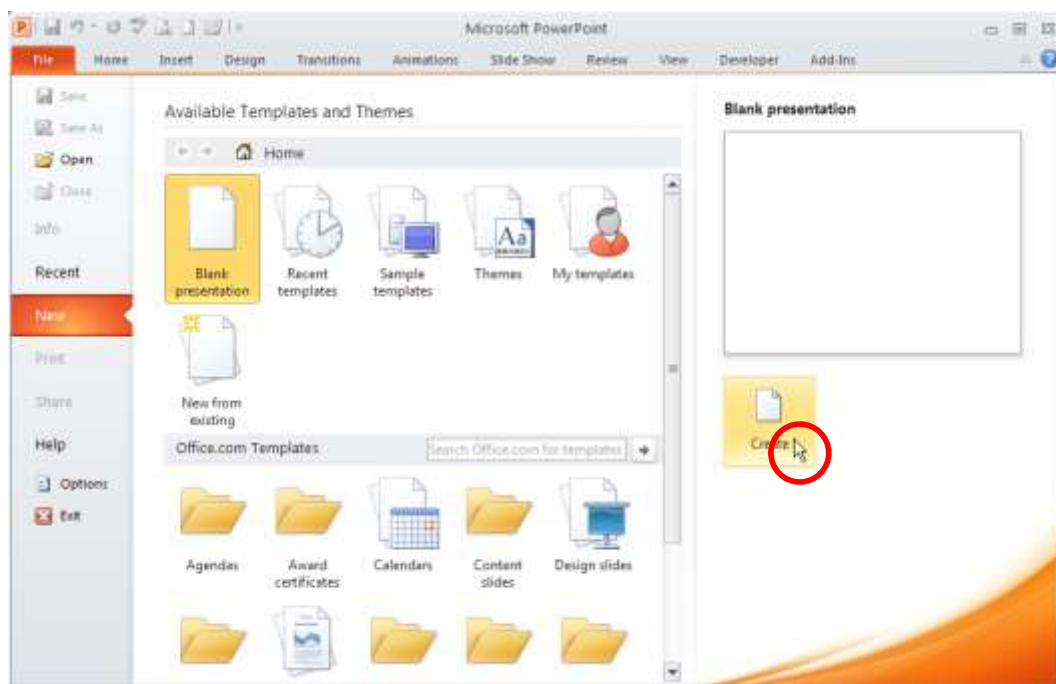 Microsoft PowerPoint
File Home Insert Design Transitions Animations Slide Show Review View Developer Add-Ins
Save
Save As
Open
Close
Info
Recent
New
Print
Share
Help
Options
Exit
Available Templates and Themes
Home
Blank presentation
Recent templates
Sample templates
Themes
My templates
New from existing
Office.com Templates
Search Office.com for templates
Agendas
Award certificates
Calendars
Content slides
Design slides
Blank presentation
Create